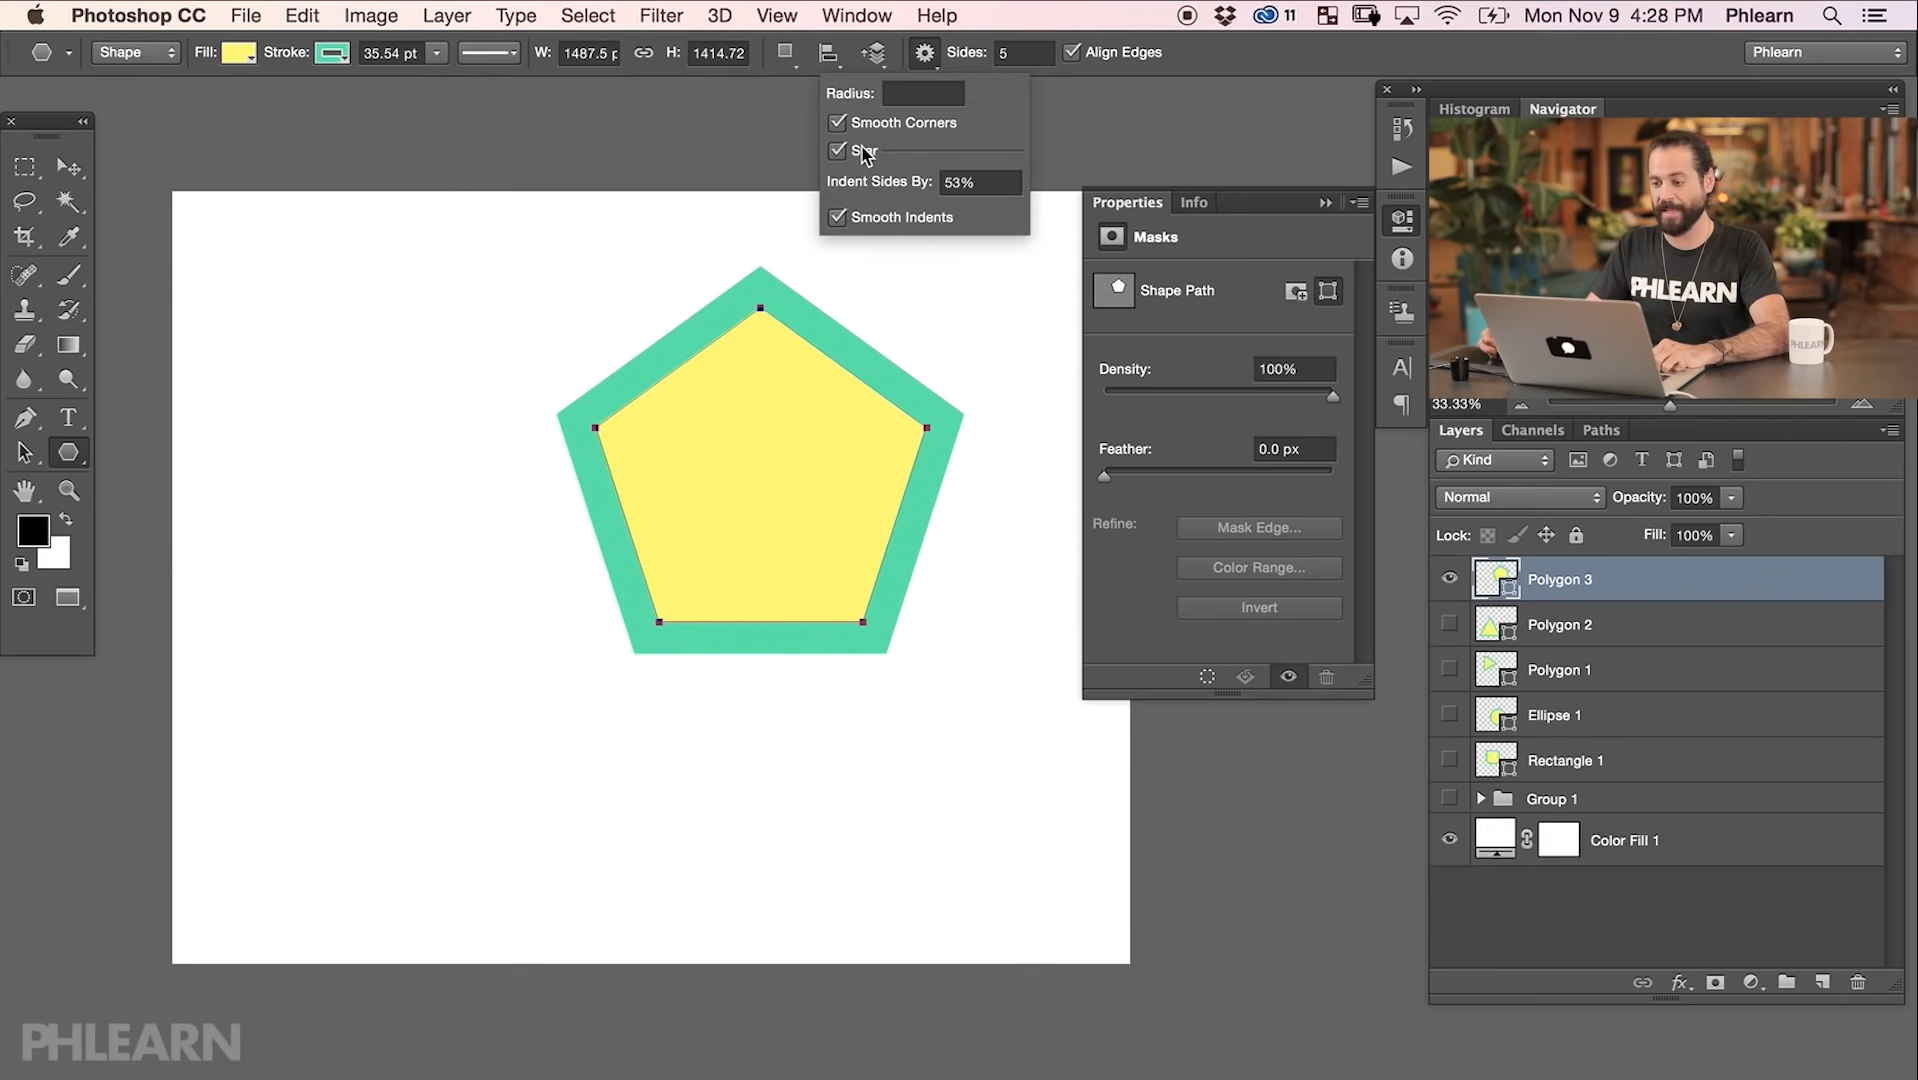 Photoshop CC File Edit Image Layer Type Select Filter 3D View Window Help 11 Mon Nov 9 4:28 PM Phlearn
Shape Fill: Stroke: 35.54 pt W: 1487.5 p H: 1414.72 Sides: 5 Align Edges Phlearn
Radius:
Smooth Corners
Indent Sides By: 53%
Smooth Indents
Histogram Navigator
PHLEARN
PHLEARN
33.33%
Properties Info
Masks
Shape Path
Density: 100%
Feather: 0.0 px
Refine: Mask Edge...
Color Range...
Invert
Layers Channels Paths
Kind
Normal Opacity: 100%
Lock: Fill: 100%
Polygon 3
Polygon 2
Polygon 1
Ellipse 1
Rectangle 1
Group 1
Color Fill 1
PHLEARN